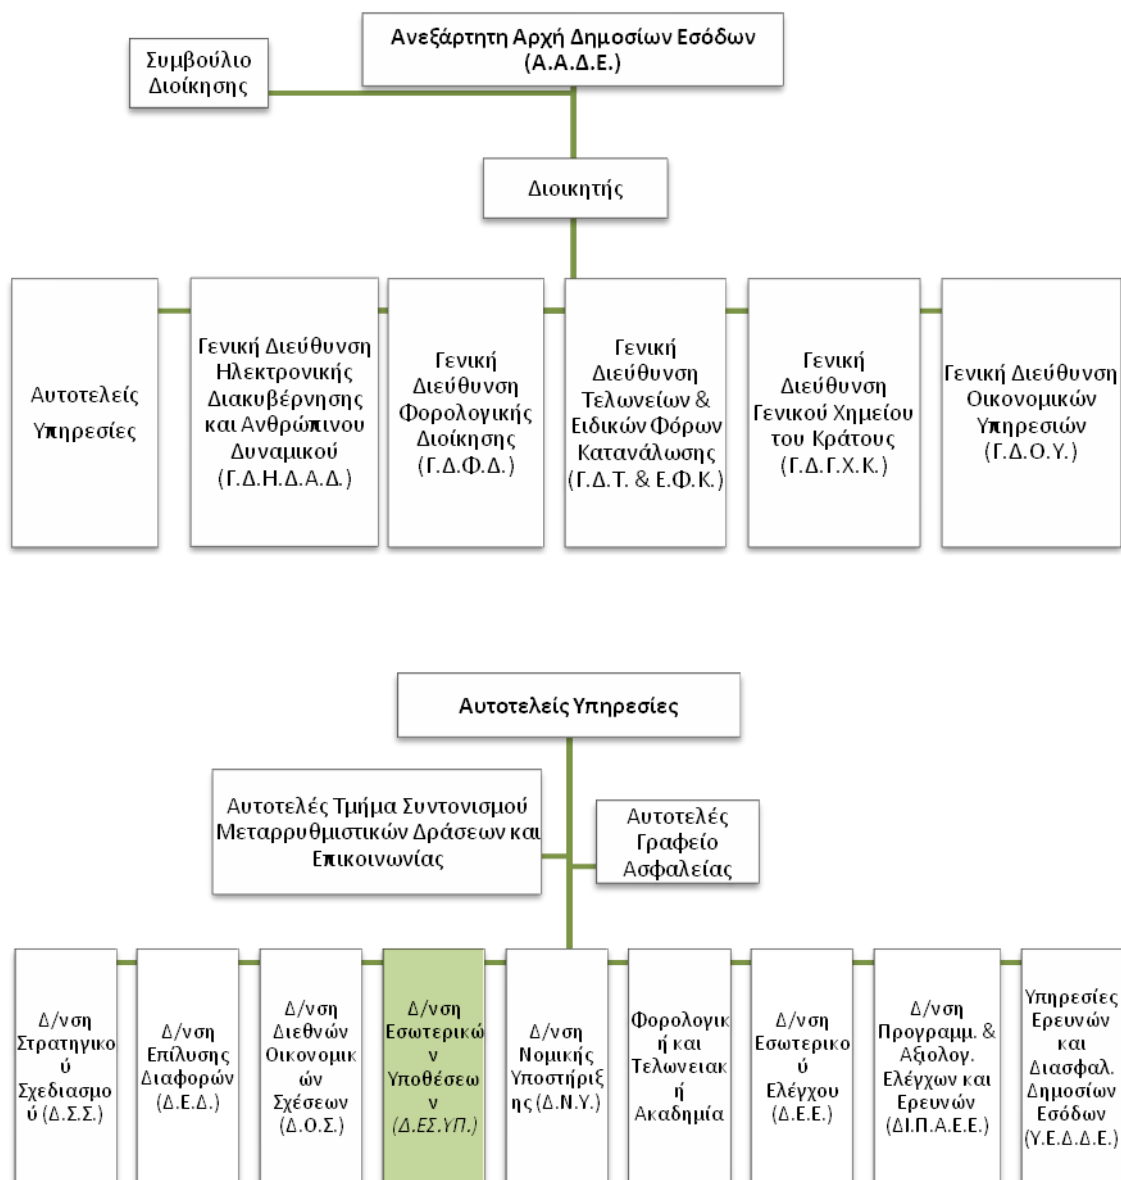 Ανεξάρτητη Αρχή Δημοσίων Εσόδων
(Α.Α.Δ.Ε.)
Συμβούλιο
Διοίκησης
Διοικητής
Αυτοτελείς
Υπηρεσίες
Γενική Διεύθυνση
Ηλεκτρονικής
Διακυβέρνησης
και Ανθρώπινου
Δυναμικού
(Γ.Δ.Η.Δ.Α.Δ.)
Γενική
Διεύθυνση
Φορολογικής
Διοίκησης
(Γ.Δ.Φ.Δ.)
Γενική
Διεύθυνση
Τελωνείων &
Ειδικών Φόρων
Κατανάλωσης
(Γ.Δ.Τ. & Ε.Φ.Κ.)
Γενική
Διεύθυνση
Γενικού Χημείου
του Κράτους
(Γ.Δ.Γ.Χ.Κ.)
Γενική Διεύθυνση
Οικονομικών
Υπηρεσιών
(Γ.Δ.Ο.Υ.)
Αυτοτελείς Υπηρεσίες
Αυτοτελές Τμήμα Συντονισμού
Μεταρρυθμιστικών Δράσεων και
Επικοινωνίας
Αυτοτελές
Γραφείο
Ασφαλείας
Δ/νση
Στρατηγικο
ύ
Σχεδιασμο
ύ (Δ.Σ.Σ.)
Δ/νση
Επίλυσης
Διαφορών
(Δ.Ε.Δ.)
Δ/νση
Διεθνών
Οικονομικ
ών
Σχέσεων
(Δ.Ο.Σ.)
Δ/νση
Εσωτερικώ
ν
Υποθέσεω
ν
(Δ.ΕΣ.ΥΠ.)
Δ/νση
Νομικής
Υποστήριξ
ης (Δ.Ν.Υ.)
Φορολογικ
ή και
Τελωνειακ
ή
Ακαδημία
Δ/νση
Εσωτερικο
ύ
Ελέγχου
(Δ.Ε.Ε.)
Δ/νση
Προγραμμ. &
Αξιολογ.
Ελέγχων και
Ερευνών
(ΔΙ.Π.Α.Ε.Ε.)
Υπηρεσίες
Ερευνών
και
Διασφαλ.
Δημοσίων
Εσόδων
(Υ.Ε.Δ.Δ.Ε.)